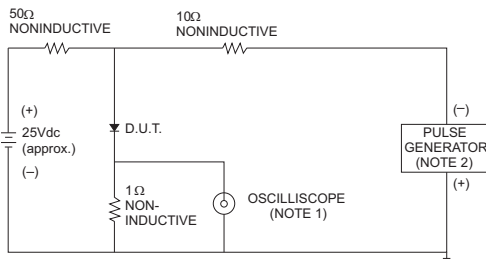 50Ω
NONINDUCTIVE
10Ω
NONINDUCTIVE
(+)
25Vdc
(approx.)
(–)
D.U.T.
1Ω
NON-
INDUCTIVE
OSCILLISCOPE
(NOTE 1)
(–)
PULSE
GENERATOR
(NOTE 2)
(+)